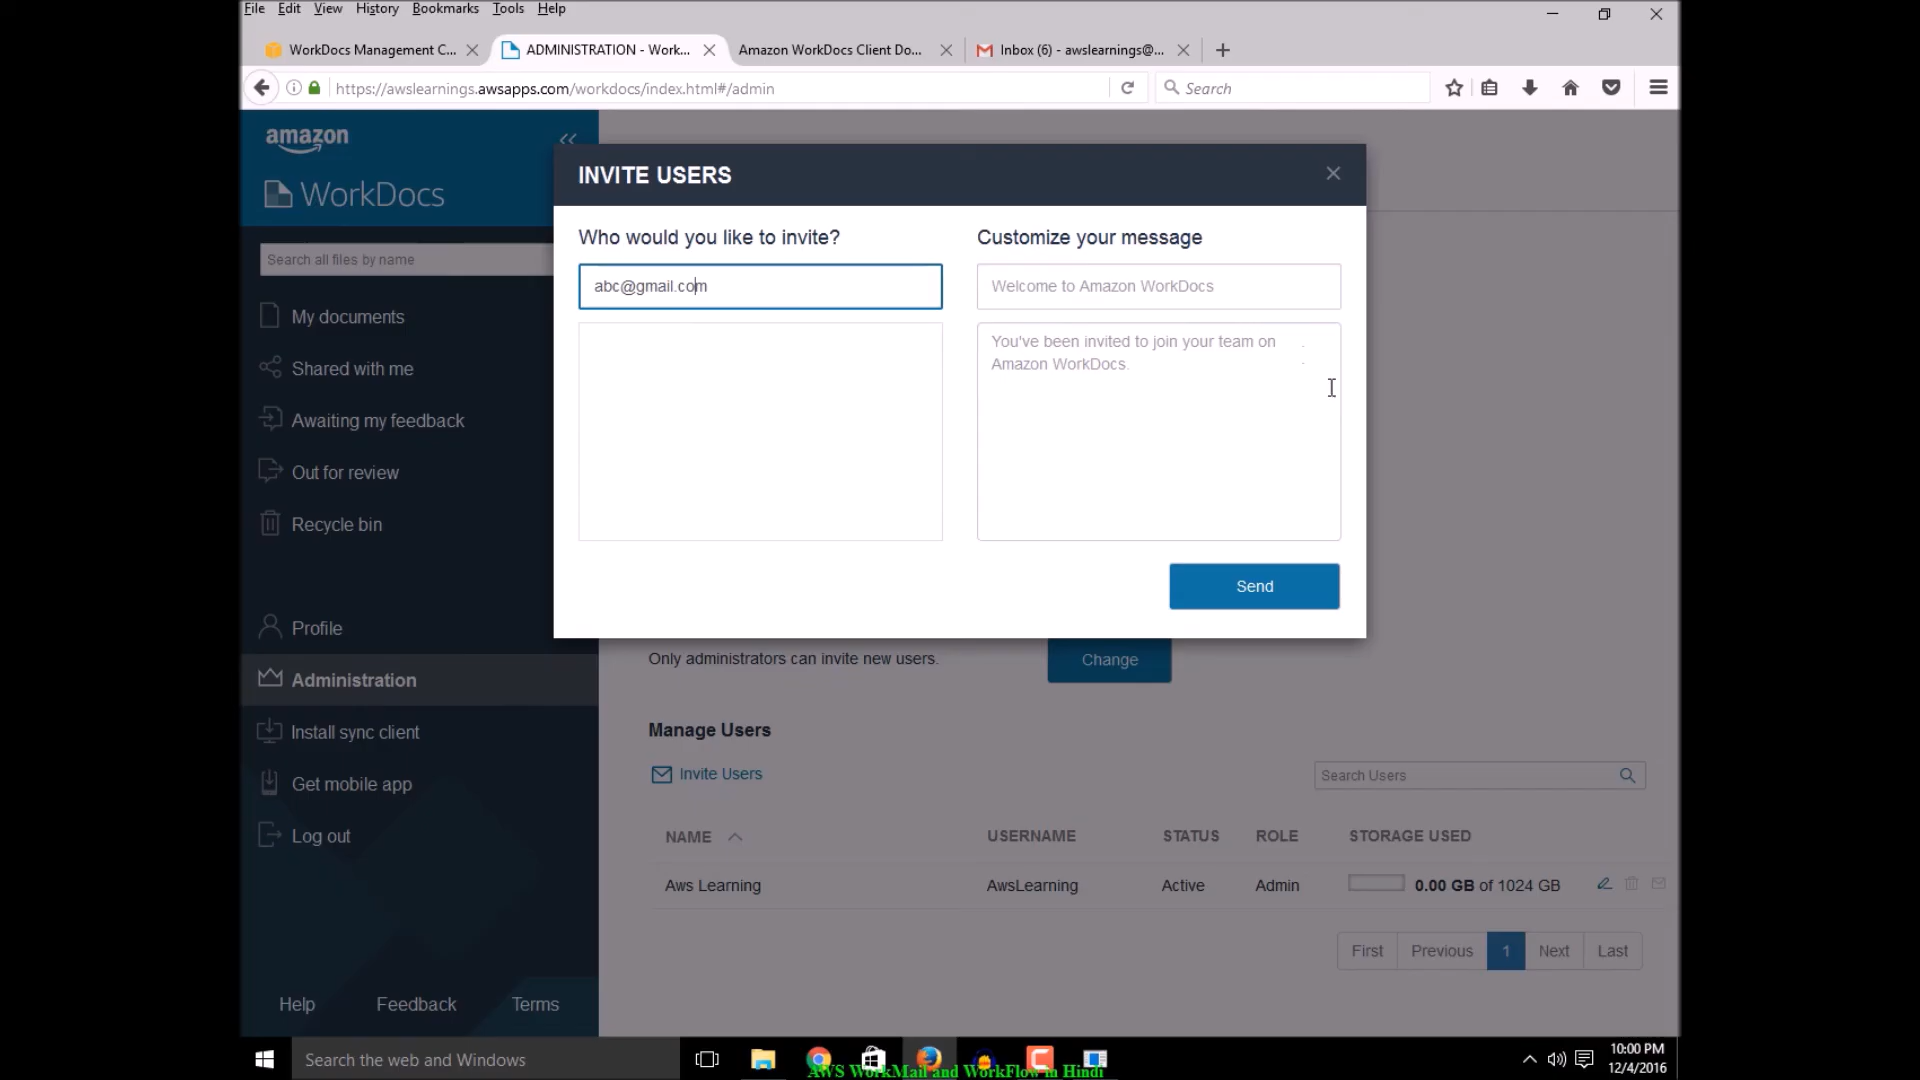 File Edit View History Bookmarks Tools Help
WorkDocs Management C...
ADMINISTRATION - Work...
Amazon WorkDocs Client Do...
Inbox (6) - awslearnings@...
https://awslearnings.awsapps.com/workdocs/index.html#/admin
Search
amazon
WorkDocs
Search all files by name
My documents
Shared with me
Awaiting my feedback
Out for review
Recycle bin
Profile
Administration
Install sync client
Get mobile app
Log out
Help Feedback Terms
INVITE USERS
Who would you like to invite?
abc@gmail.com
Customize your message
Welcome to Amazon WorkDocs
You've been invited to join your team on
Amazon WorkDocs.
Send
Only administrators can invite new users.
Change
Manage Users
Invite Users
Search Users
NAME USERNAME STATUS ROLE STORAGE USED
Aws Learning AwsLearning Active Admin 0.00 GB of 1024 GB
First Previous 1 Next Last
Search the web and Windows
AWS WorkMail and WorkFlow in Hindi
10:00 PM
12/4/2016